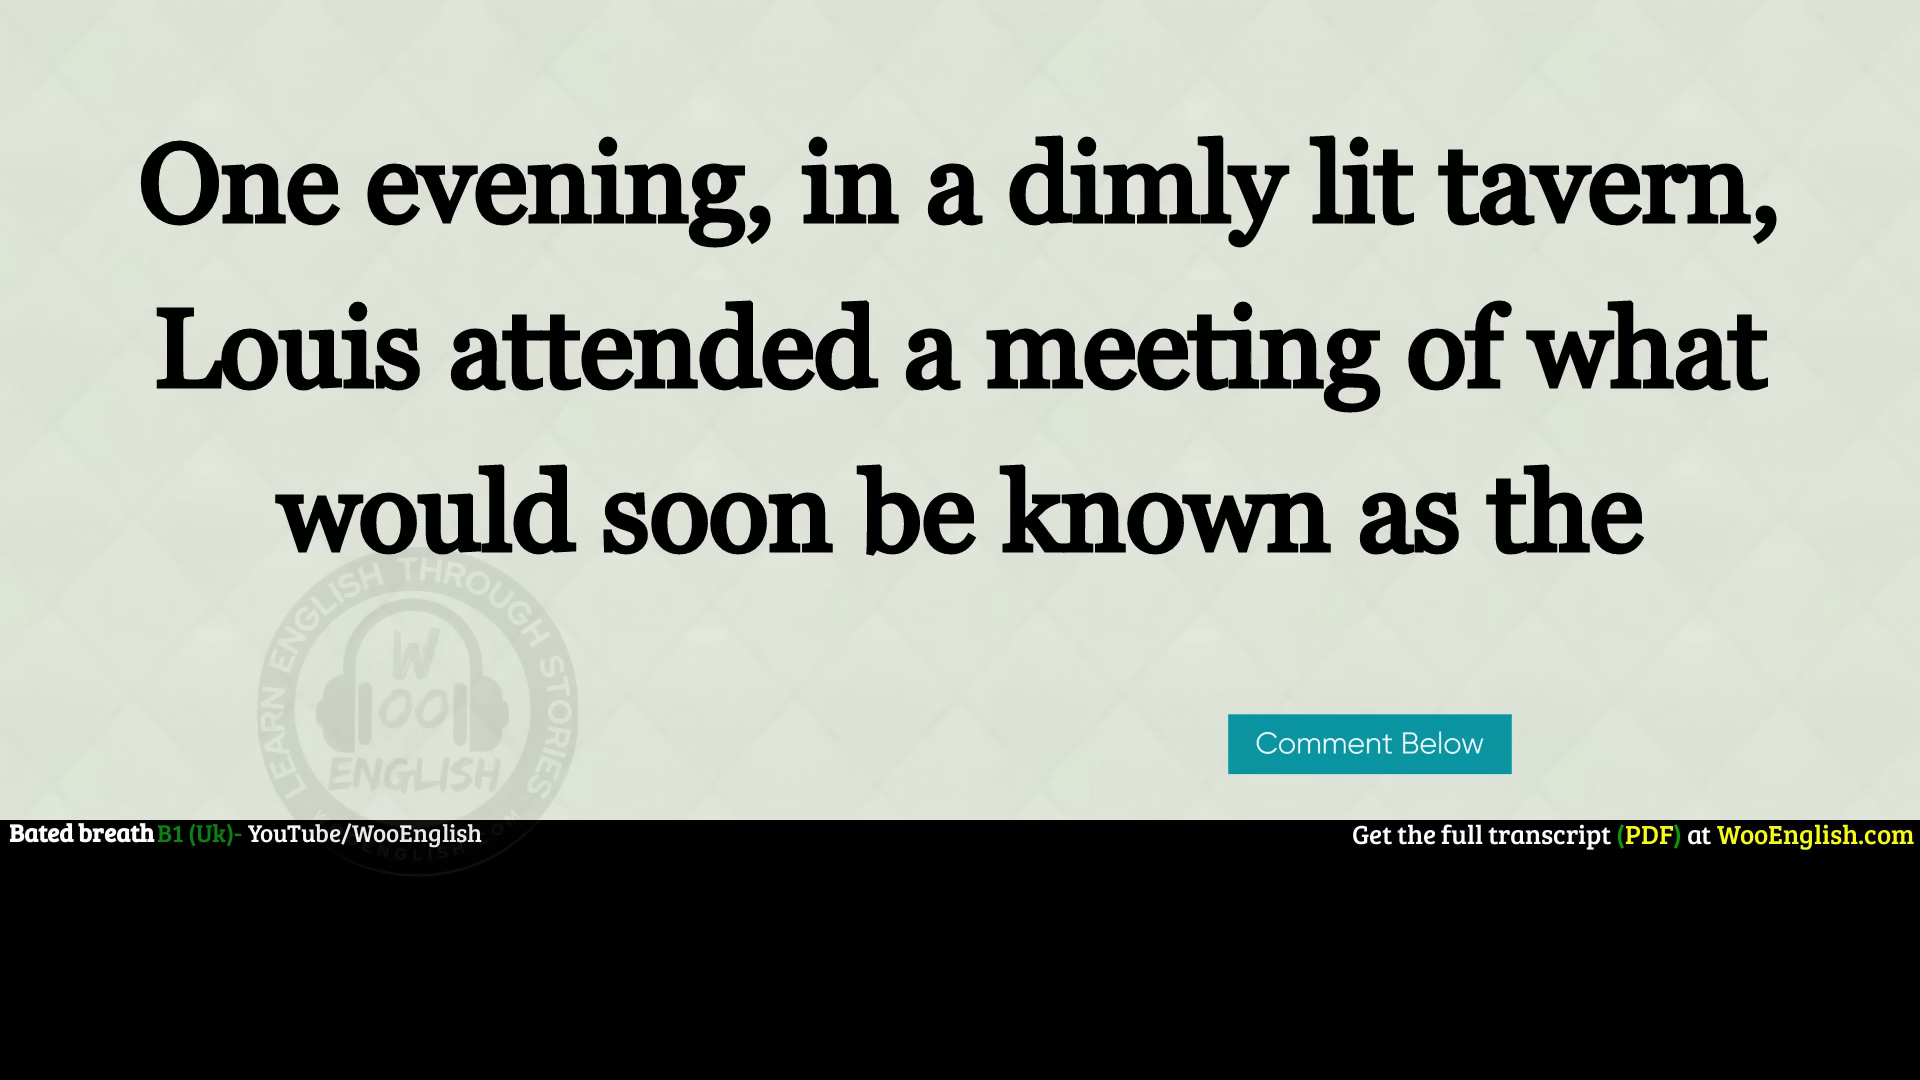 One evening, in a dimly lit tavern,
Louis attended a meeting of what
would soon be known as the
LEARN ENGLISH THROUGH STORIES
W
OO
ENGLISH
Comment Below
Bated breath B1 (Uk)- YouTube/WooEnglish
Get the full transcript (PDF) at WooEnglish.com